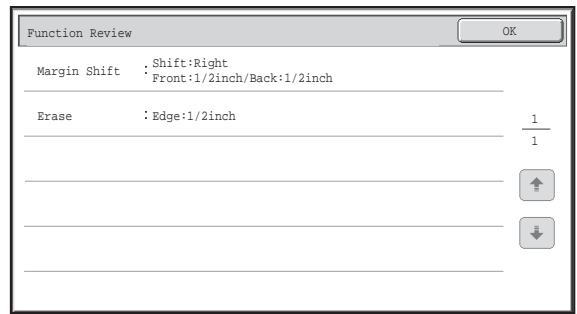 Function Review
OK
Margin Shift : Shift:Right
Front:1/2inch/Back:1/2inch
Erase : Edge:1/2inch
1
1